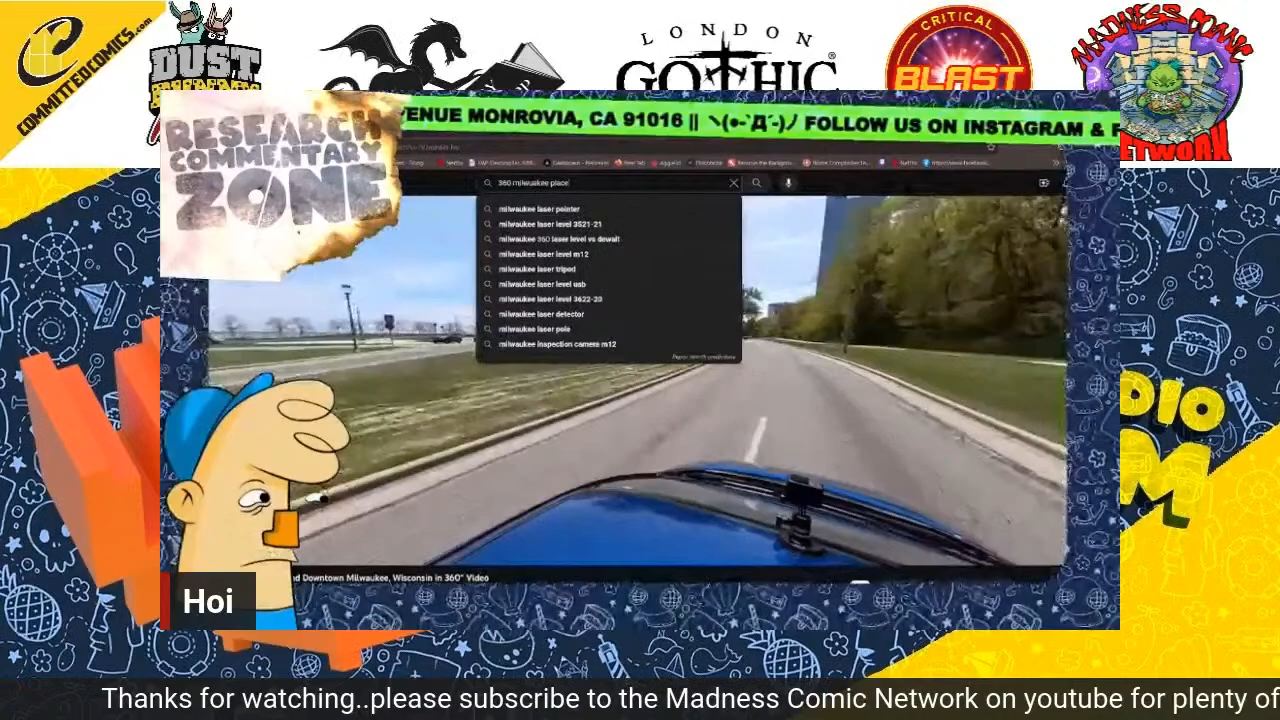 COMMITTEDCOMICS.com
DUST
LONDON
GOTHIC
CRITICAL
BLAST
MADNESS COMIC
NETWORK
RESEARCH
COMMENTARY
ZONE
VENUE MONROVIA, CA 91016 || ヽ(●-`Д´-)ノ FOLLOW US ON INSTAGRAM & F
360 milwaukee place
milwaukee laser pointer
milwaukee laser level 3521-21
milwaukee 360 laser level vs dewalt
milwaukee laser level m12
milwaukee laser tripod
milwaukee laser level usb
milwaukee laser level 3622-20
milwaukee laser detector
milwaukee laser pole
milwaukee inspection camera m12
Report search predictions
d Downtown Milwaukee, Wisconsin in 360° Video
DIO
M
Hoi
Thanks for watching..please subscribe to the Madness Comic Network on youtube for plenty of